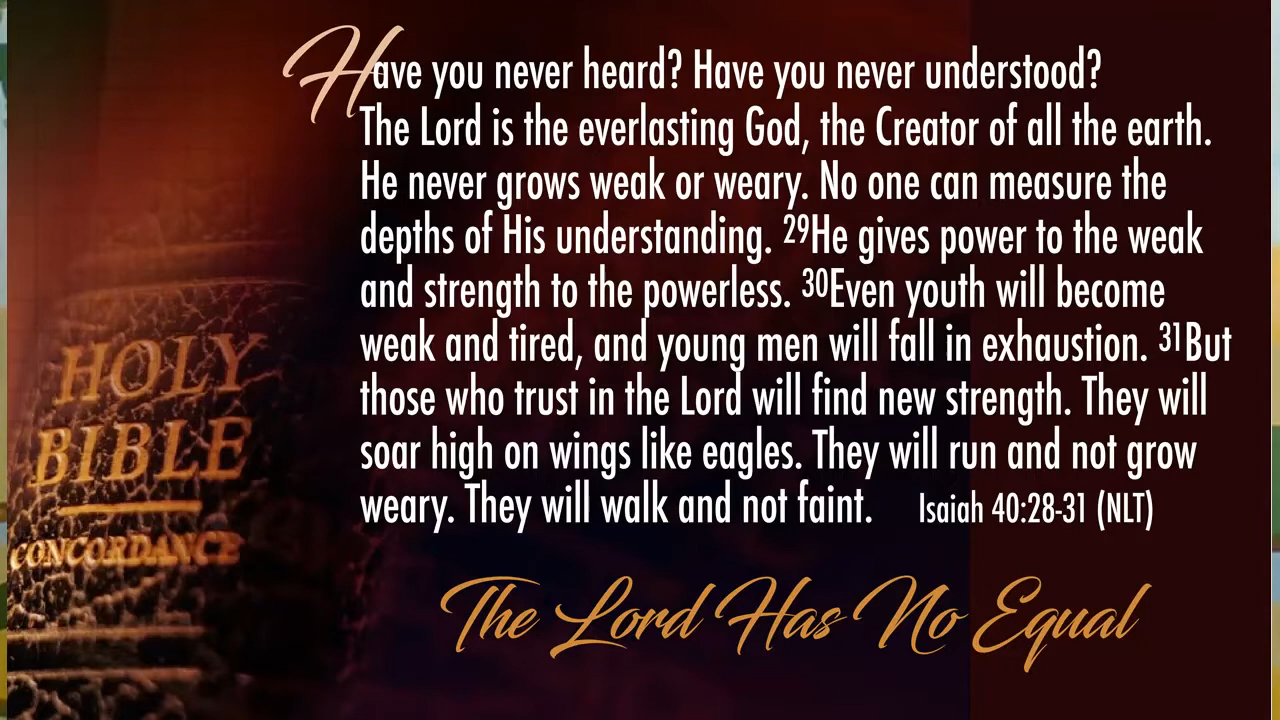 Have you never heard? Have you never understood?
The Lord is the everlasting God, the Creator of all the earth.
He never grows weak or weary. No one can measure the
depths of His understanding. 29He gives power to the weak
and strength to the powerless. 30Even youth will become
weak and tired, and young men will fall in exhaustion. 31But
those who trust in the Lord will find new strength. They will
soar high on wings like eagles. They will run and not grow
weary. They will walk and not faint. Isaiah 40:28-31 (NLT)
The Lord Has No Equal
HOLY
BIBLE
CONCORDANCE